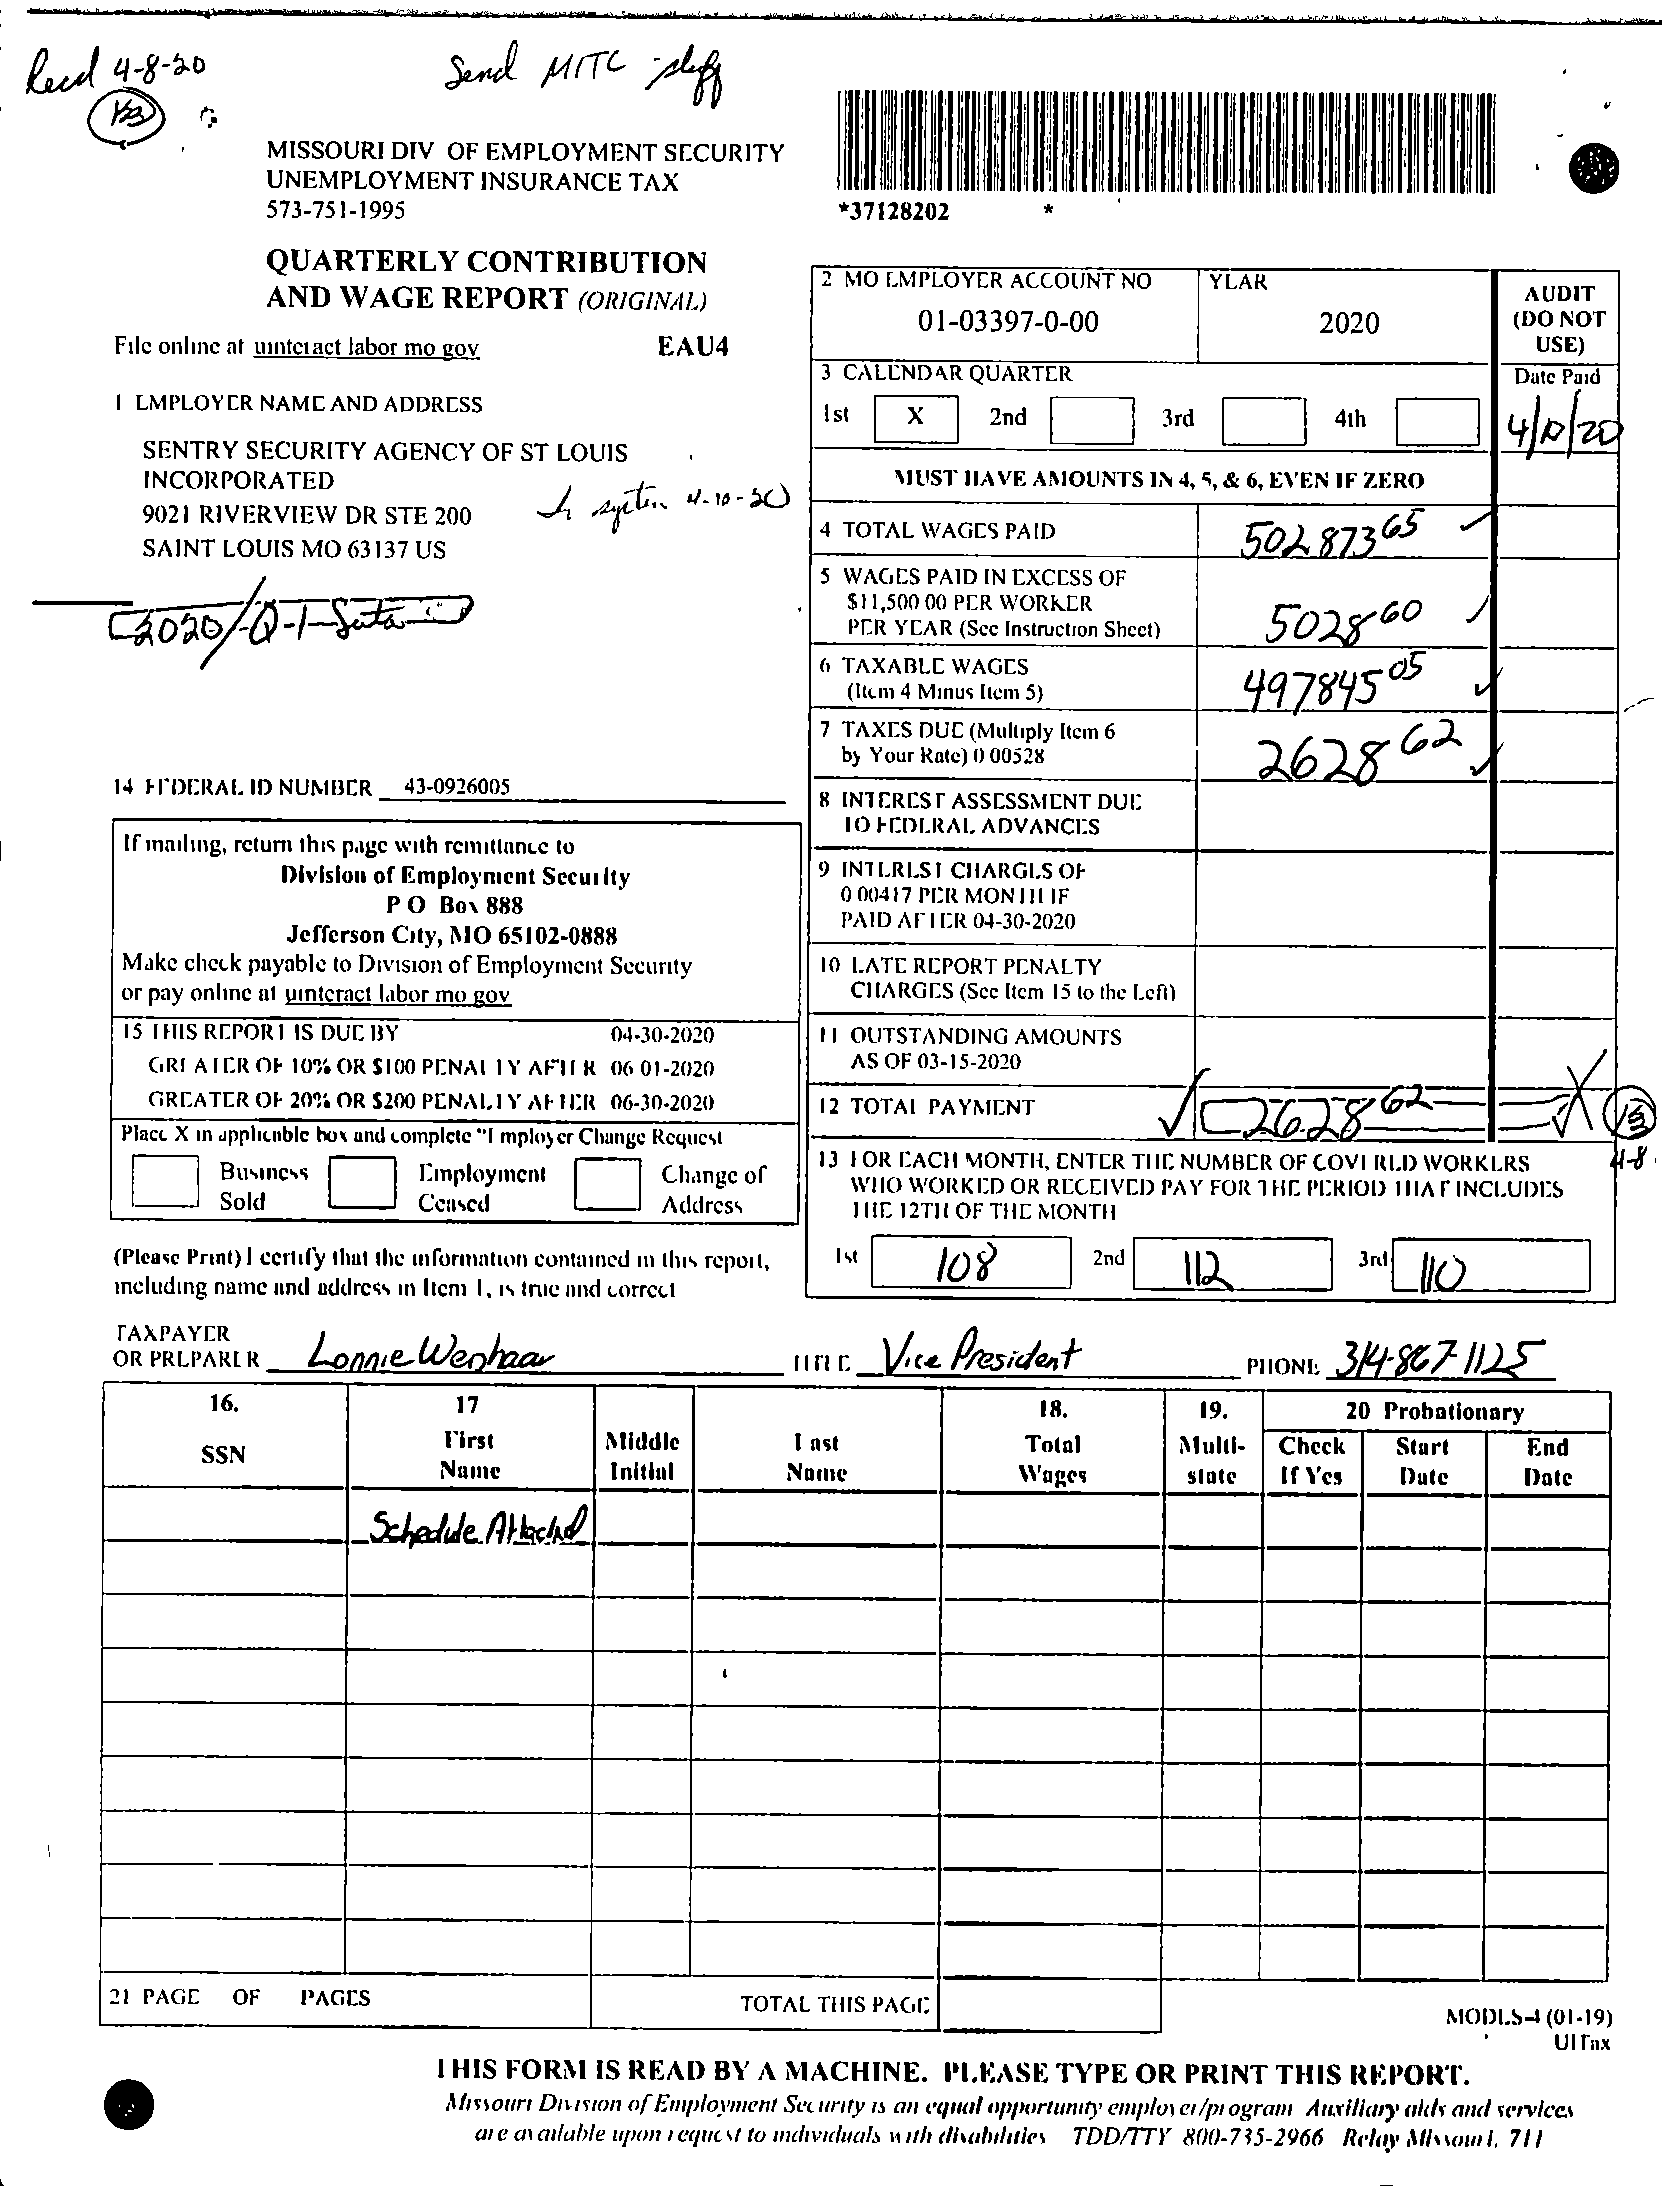 Recd 4-8-20
Send MITC stuff
MISSOURI DIV OF EMPLOYMENT SECURITY
UNEMPLOYMENT INSURANCE TAX
573-751-1995
*37128202 *
QUARTERLY CONTRIBUTION
AND WAGE REPORT (ORIGINAL)
File online at uinteract labor mo gov EAU4
2 MO EMPLOYER ACCOUNT NO
01-03397-0-00
YEAR
2020
AUDIT
(DO NOT
USE)
Date Paid
4/10/20
3 CALENDAR QUARTER
1st X 2nd 3rd 4th
1 EMPLOYER NAME AND ADDRESS
SENTRY SECURITY AGENCY OF ST LOUIS
INCORPORATED
9021 RIVERVIEW DR STE 200
SAINT LOUIS MO 63137 US
In system 4-10-20
2020/Q-1-Suta
MUST HAVE AMOUNTS IN 4, 5, & 6, EVEN IF ZERO
4 TOTAL WAGES PAID
502873 65
5 WAGES PAID IN EXCESS OF
$11,500 00 PER WORKER
PER YEAR (See Instruction Sheet)
5028 60
6 TAXABLE WAGES
(Item 4 Minus Item 5)
497845 05
7 TAXES DUE (Multiply Item 6
by Your Rate) 0 00528
2628 62
14 FEDERAL ID NUMBER 43-0926005
8 INTEREST ASSESSMENT DUE
TO FEDERAL ADVANCES
9 INTEREST CHARGES OF
0 00417 PER MONTH IF
PAID AFTER 04-30-2020
10 LATE REPORT PENALTY
CHARGES (See Item 15 to the Left)
11 OUTSTANDING AMOUNTS
AS OF 03-15-2020
12 TOTAL PAYMENT
2628 62
4-8
If mailing, return this page with remittance to
Division of Employment Security
P O Box 888
Jefferson City, MO 65102-0888
Make check payable to Division of Employment Security
or pay online at uinteract labor mo gov
15 THIS REPORT IS DUE BY 04-30-2020
GREATER OF 10% OR $100 PENALTY AFTER 06 01-2020
GREATER OF 20% OR $200 PENALTY AFTER 06-30-2020
Place X in applicable box and complete "Employer Change Request
Business
Sold
Employment
Ceased
Change of
Address
13 FOR EACH MONTH, ENTER THE NUMBER OF COVERED WORKERS
WHO WORKED OR RECEIVED PAY FOR THE PERIOD THAT INCLUDES
THE 12TH OF THE MONTH
1st 108 2nd 112 3rd 110
(Please Print) I certify that the information contained in this report,
including name and address in Item 1, is true and correct
TAXPAYER
OR PREPARER Lonnie Wenhaar TITLE Vice President PHONE 314-867-1125
16.
SSN
17
First
Name
Middle
Initial
Last
Name
18.
Total
Wages
19.
Multi-
state
20 Probationary
Check
If Yes
Start
Date
End
Date
Schedule Attached
21 PAGE OF PAGES
TOTAL THIS PAGE
MODES-4 (01-19)
UI Tax
THIS FORM IS READ BY A MACHINE. PLEASE TYPE OR PRINT THIS REPORT.
Missouri Division of Employment Security is an equal opportunity employer/program Auxiliary aids and services
are available upon request to individuals with disabilities TDD/TTY 800-735-2966 Relay Missouri, 711